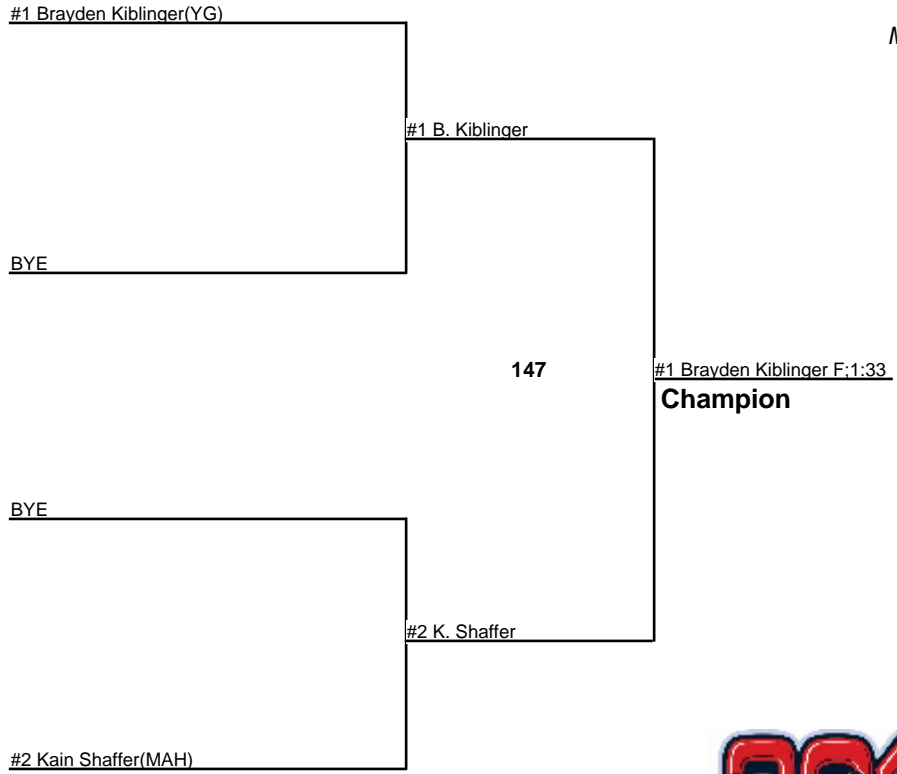 #1 Brayden Kiblinger(YG)
#1 B. Kiblinger
BYE
147
#1 Brayden Kiblinger F;1:33
Champion
BYE
#2 K. Shaffer
#2 Kain Shaffer(MAH)